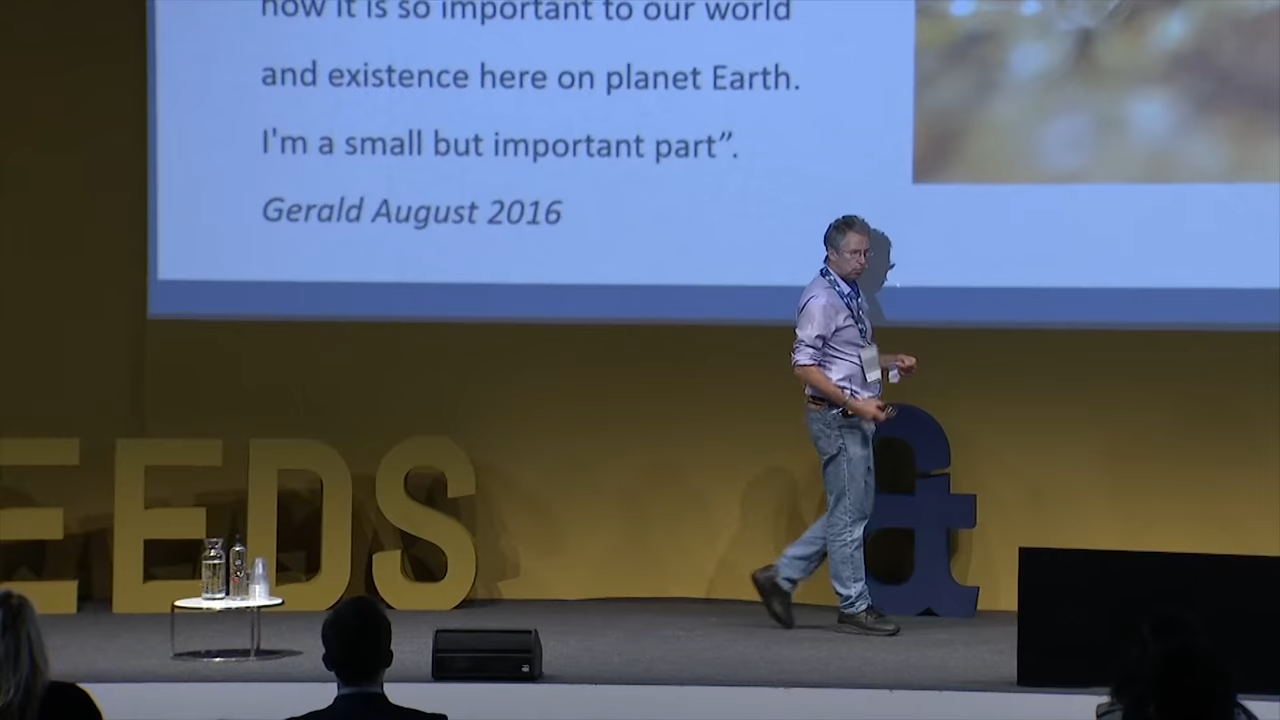 how it is so important to our world
and existence here on planet Earth.
I'm a small but important part”.
Gerald August 2016
EEDS &